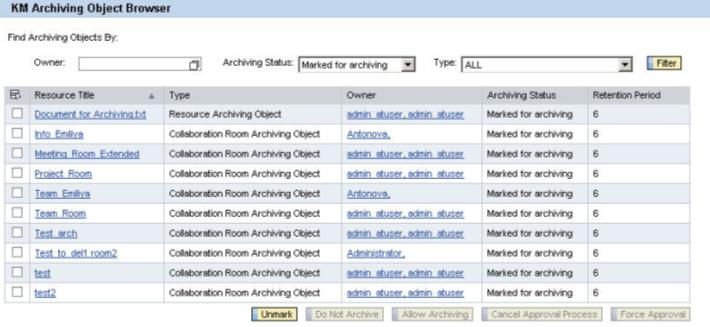 KM Archiving Object Browser
Find Archiving Objects By:
Owner: Archiving Status: Marked for archiving Type: ALL Filter
Resource Title Type Owner Archiving Status Retention Period
Document for Archiving.txt Resource Archiving Object admin_atuser, admin_atuser Marked for archiving 6
Info_Emiliya Collaboration Room Archiving Object Antonova, Marked for archiving 6
Meeting_Room_Extended Collaboration Room Archiving Object admin_atuser, admin_atuser Marked for archiving 6
Project_Room Collaboration Room Archiving Object admin_atuser, admin_atuser Marked for archiving 6
Team_Emiliya Collaboration Room Archiving Object Antonova, Marked for archiving 6
Team_Room Collaboration Room Archiving Object admin_atuser, admin_atuser Marked for archiving 6
Test_arch Collaboration Room Archiving Object admin_atuser, admin_atuser Marked for archiving 6
Test_to_del1_room2 Collaboration Room Archiving Object Administrator, Marked for archiving 6
test Collaboration Room Archiving Object admin_atuser, admin_atuser Marked for archiving 6
test2 Collaboration Room Archiving Object admin_atuser, admin_atuser Marked for archiving 6
Unmark Do Not Archive Allow Archiving Cancel Approval Process Force Approval